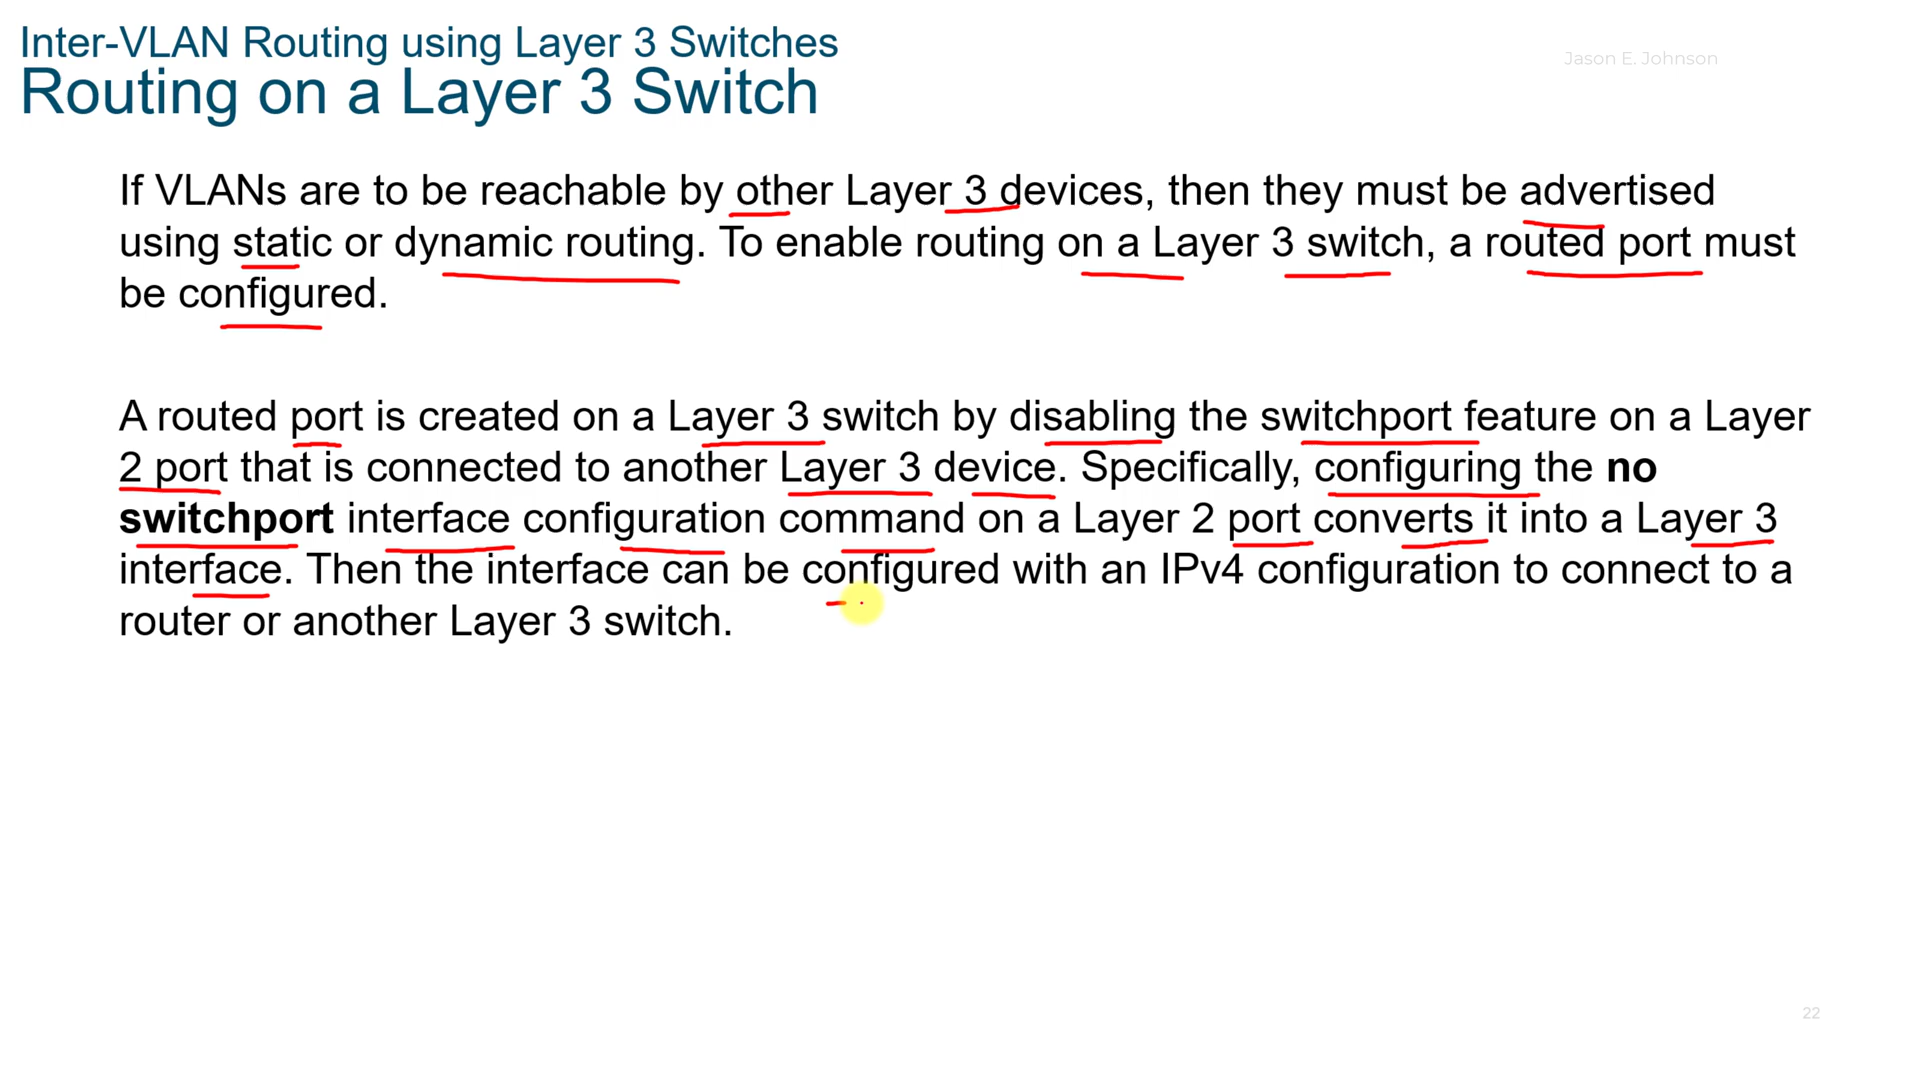 Inter-VLAN Routing using Layer 3 Switches
Jason E. Johnson
Routing on a Layer 3 Switch
If VLANs are to be reachable by other Layer 3 devices, then they must be advertised
using static or dynamic routing. To enable routing on a Layer 3 switch, a routed port must
be configured.
A routed port is created on a Layer 3 switch by disabling the switchport feature on a Layer
2 port that is connected to another Layer 3 device. Specifically, configuring the no
switchport interface configuration command on a Layer 2 port converts it into a Layer 3
interface. Then the interface can be configured with an IPv4 configuration to connect to a
router or another Layer 3 switch.
22